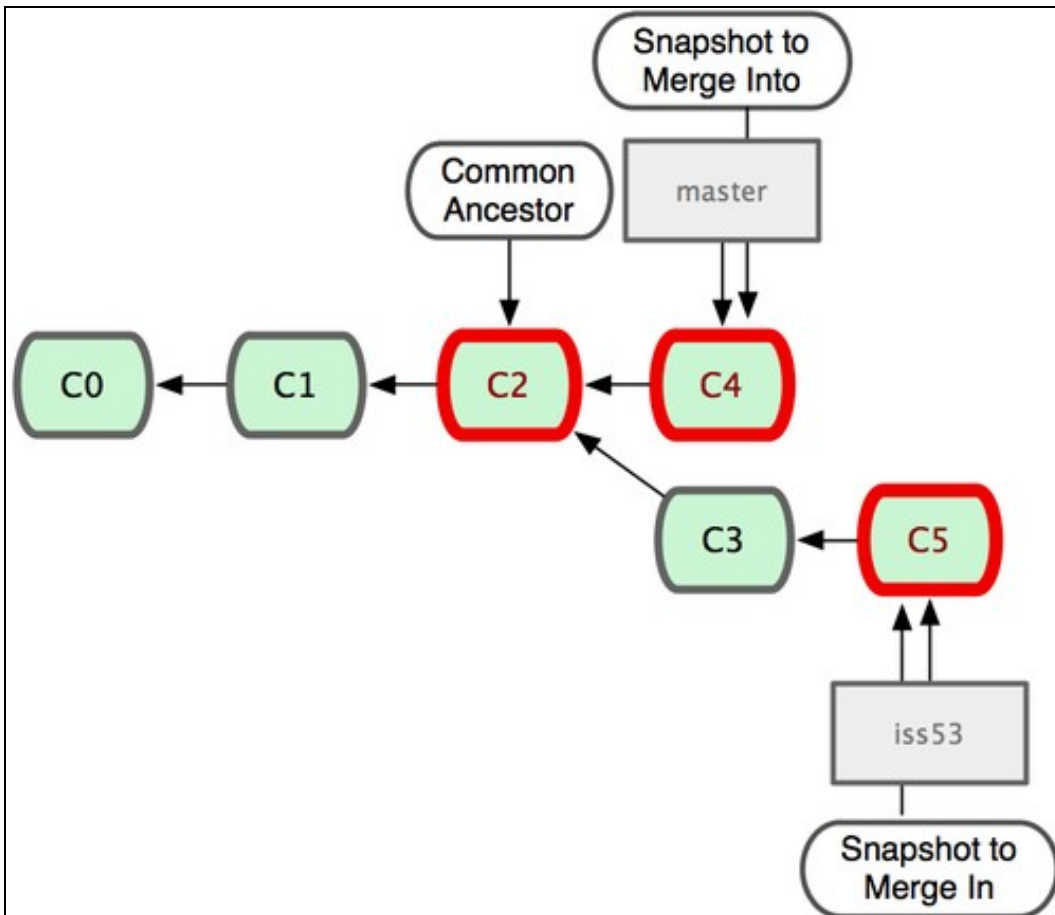 Snapshot to
Merge Into
Common
Ancestor
master
C0
C1
C2
C4
C3
C5
iss53
Snapshot to
Merge In